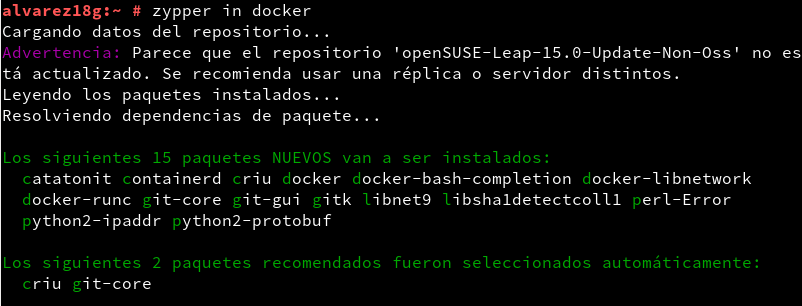 alvarez18g:~ # zypper in docker
Cargando datos del repositorio...
Advertencia: Parece que el repositorio 'openSUSE-Leap-15.0-Update-Non-Oss' no es
tá actualizado. Se recomienda usar una réplica o servidor distintos.
Leyendo los paquetes instalados...
Resolviendo dependencias de paquete...
Los siguientes 15 paquetes NUEVOS van a ser instalados:
catatonit containerd criu docker docker-bash-completion docker-libnetwork
docker-runc git-core git-gui gitk libnet9 libsha1detectcoll1 perl-Error
python2-ipaddr python2-protobuf
Los siguientes 2 paquetes recomendados fueron seleccionados automáticamente:
criu git-core